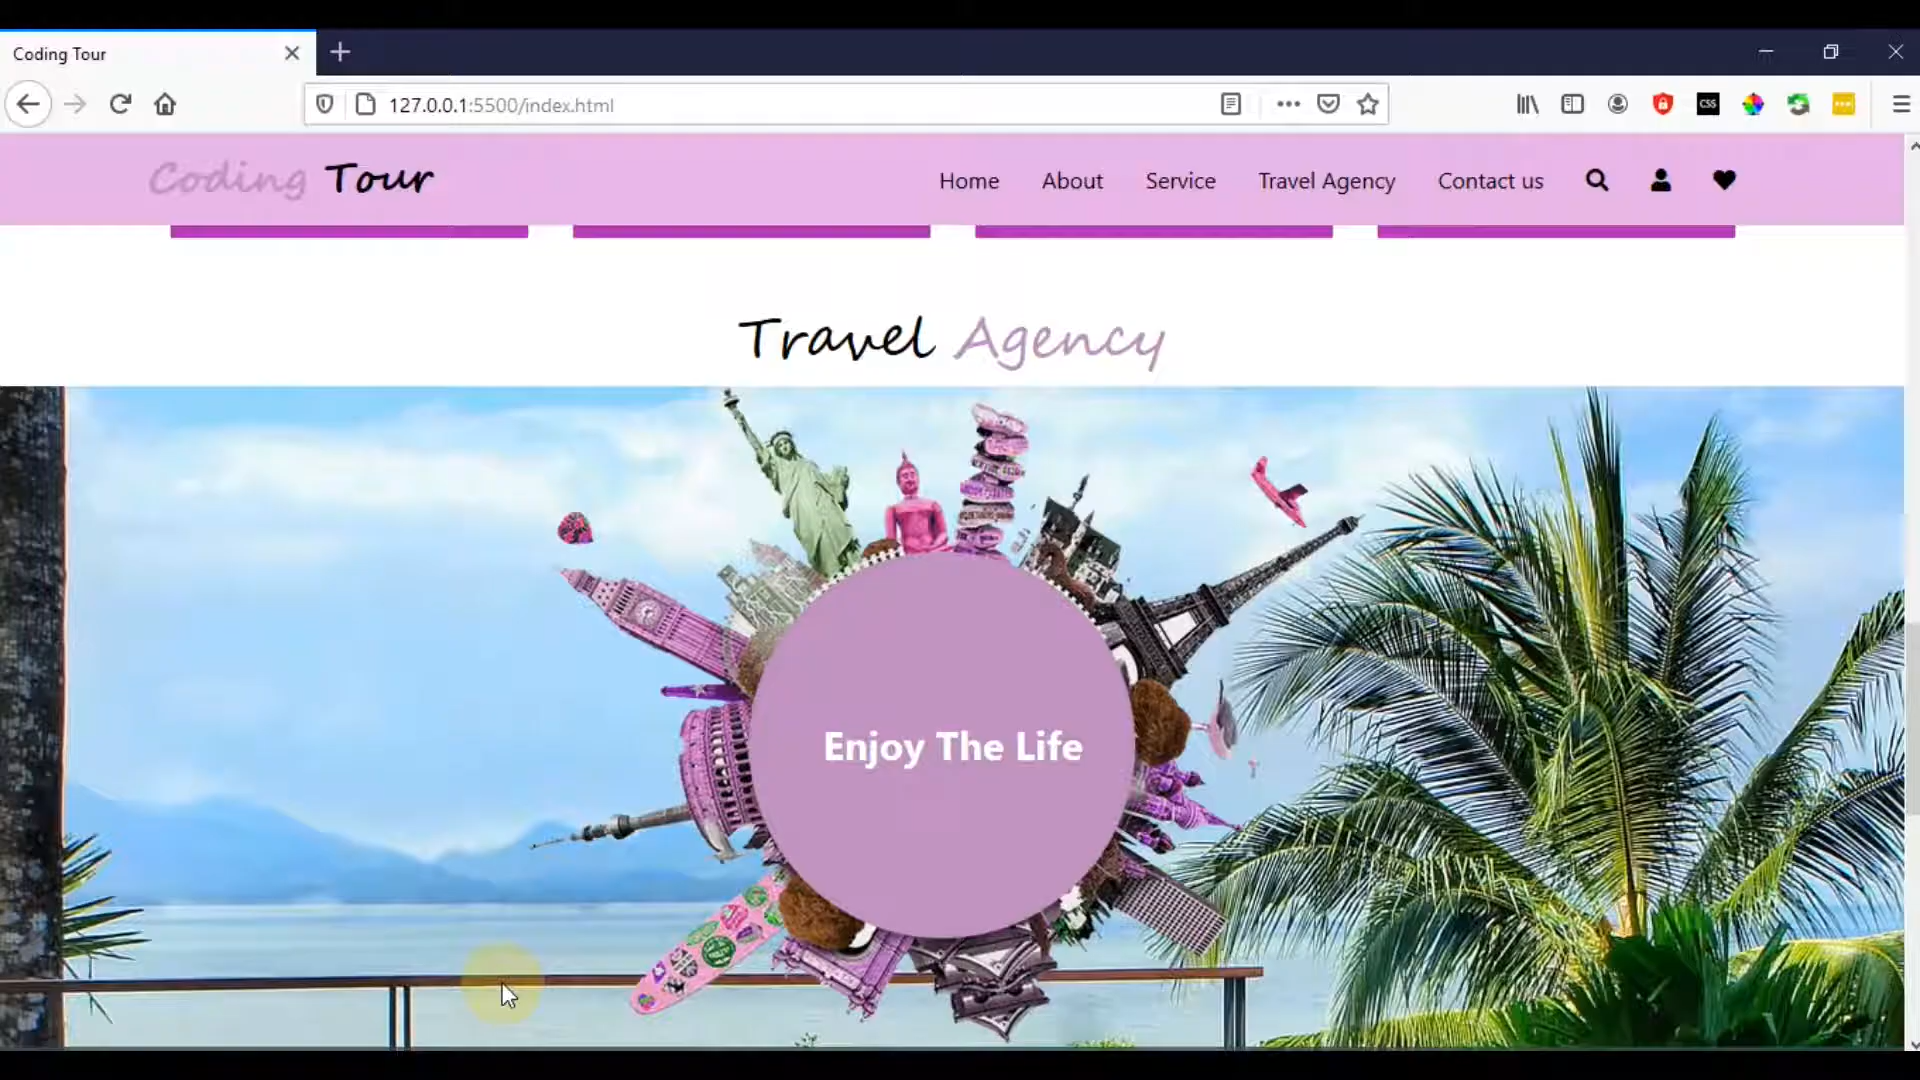 Coding Tour
127.0.0.1:5500/index.html
CSS
Coding Tour
Home
About
Service
Travel Agency
Contact us
Travel Agency
Enjoy The Life